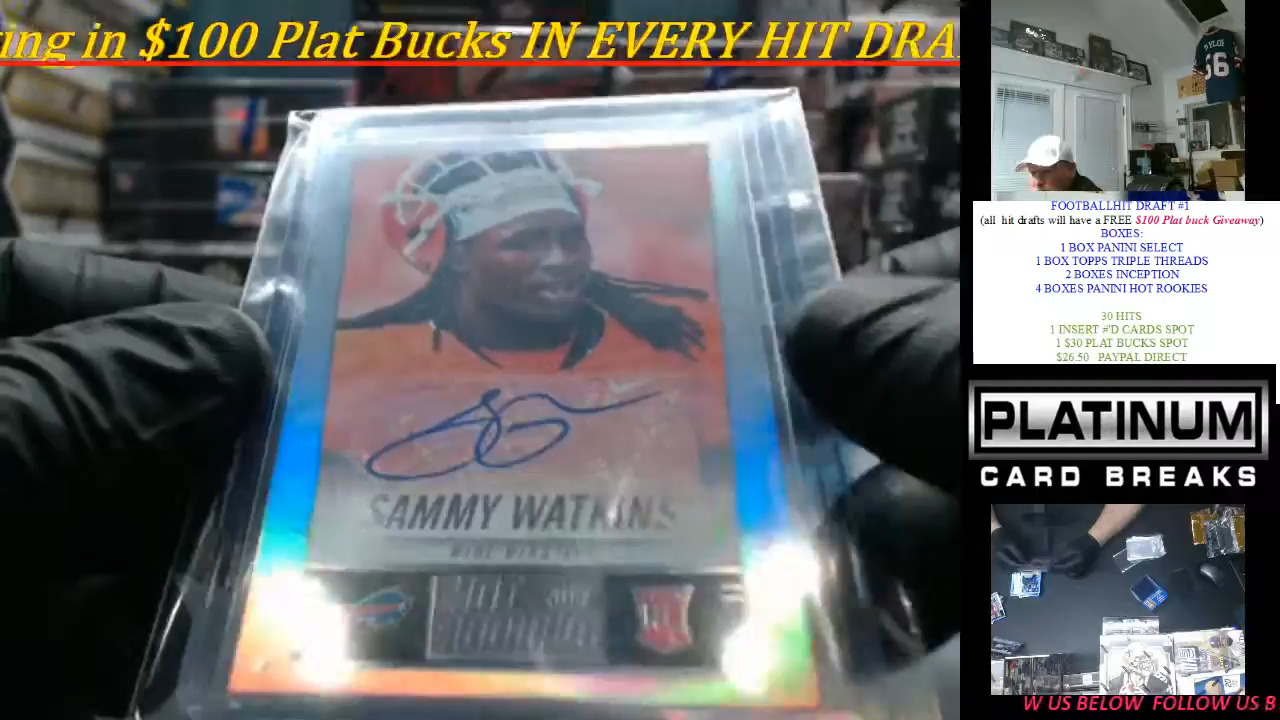 ing in $100 Plat Bucks IN EVERY HIT DRA
SAMMY WATKINS
RC
66
FOOTBALLHIT DRAFT #1
(all hit drafts will have a FREE $100 Plat buck Giveaway)
BOXES:
1 BOX PANINI SELECT
1 BOX TOPPS TRIPLE THREADS
2 BOXES INCEPTION
4 BOXES PANINI HOT ROOKIES
30 HITS
1 INSERT #'D CARDS SPOT
1 $30 PLAT BUCKS SPOT
$26.50 PAYPAL DIRECT
PLATINUM
CARD BREAKS
W US BELOW FOLLOW US B